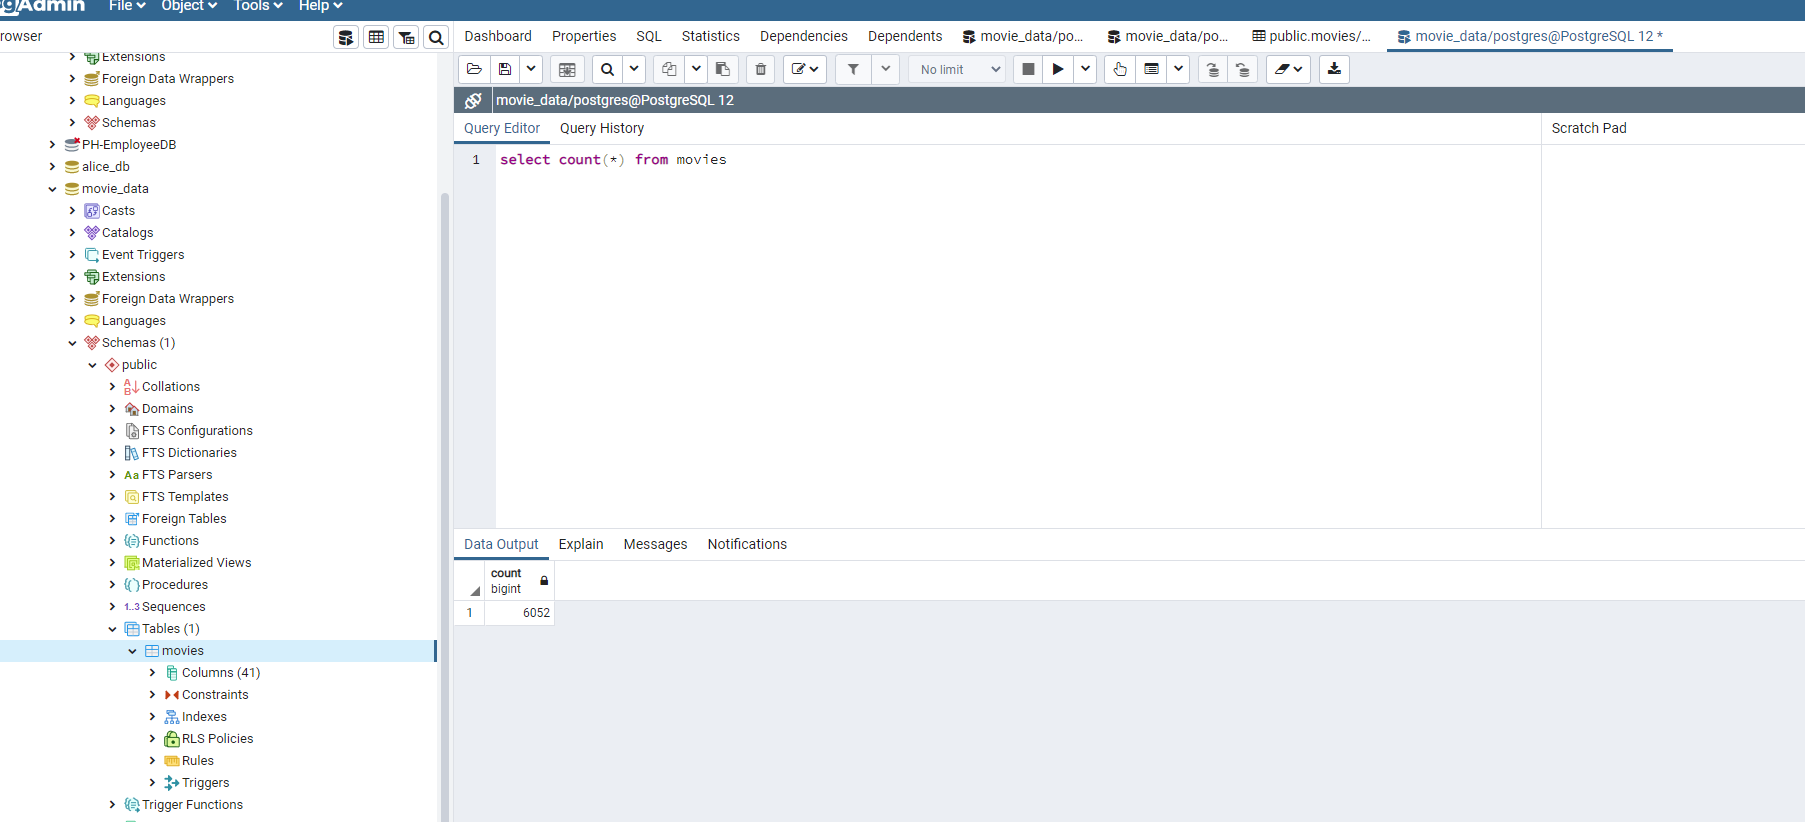 gAdmin File Object Tools Help
rowser
Dashboard Properties SQL Statistics Dependencies Dependents movie_data/po... movie_data/po... public.movies/... movie_data/postgres@PostgreSQL 12 *
No limit
movie_data/postgres@PostgreSQL 12
Query Editor Query History Scratch Pad
1 select count(*) from movies
Extensions
Foreign Data Wrappers
Languages
Schemas
PH-EmployeeDB
alice_db
movie_data
Casts
Catalogs
Event Triggers
Extensions
Foreign Data Wrappers
Languages
Schemas (1)
public
Collations
Domains
FTS Configurations
FTS Dictionaries
Aa FTS Parsers
FTS Templates
Foreign Tables
Functions
Materialized Views
Procedures
1..3 Sequences
Tables (1)
movies
Columns (41)
Constraints
Indexes
RLS Policies
Rules
Triggers
Trigger Functions
Data Output Explain Messages Notifications
count
bigint
1 6052